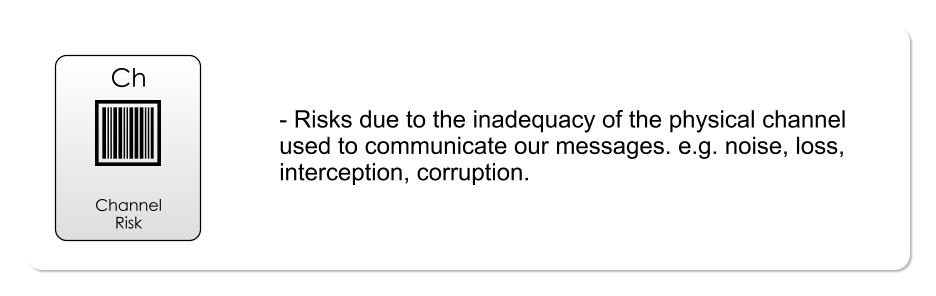 Ch
Channel
Risk
- Risks due to the inadequacy of the physical channel
used to communicate our messages. e.g. noise, loss,
interception, corruption.